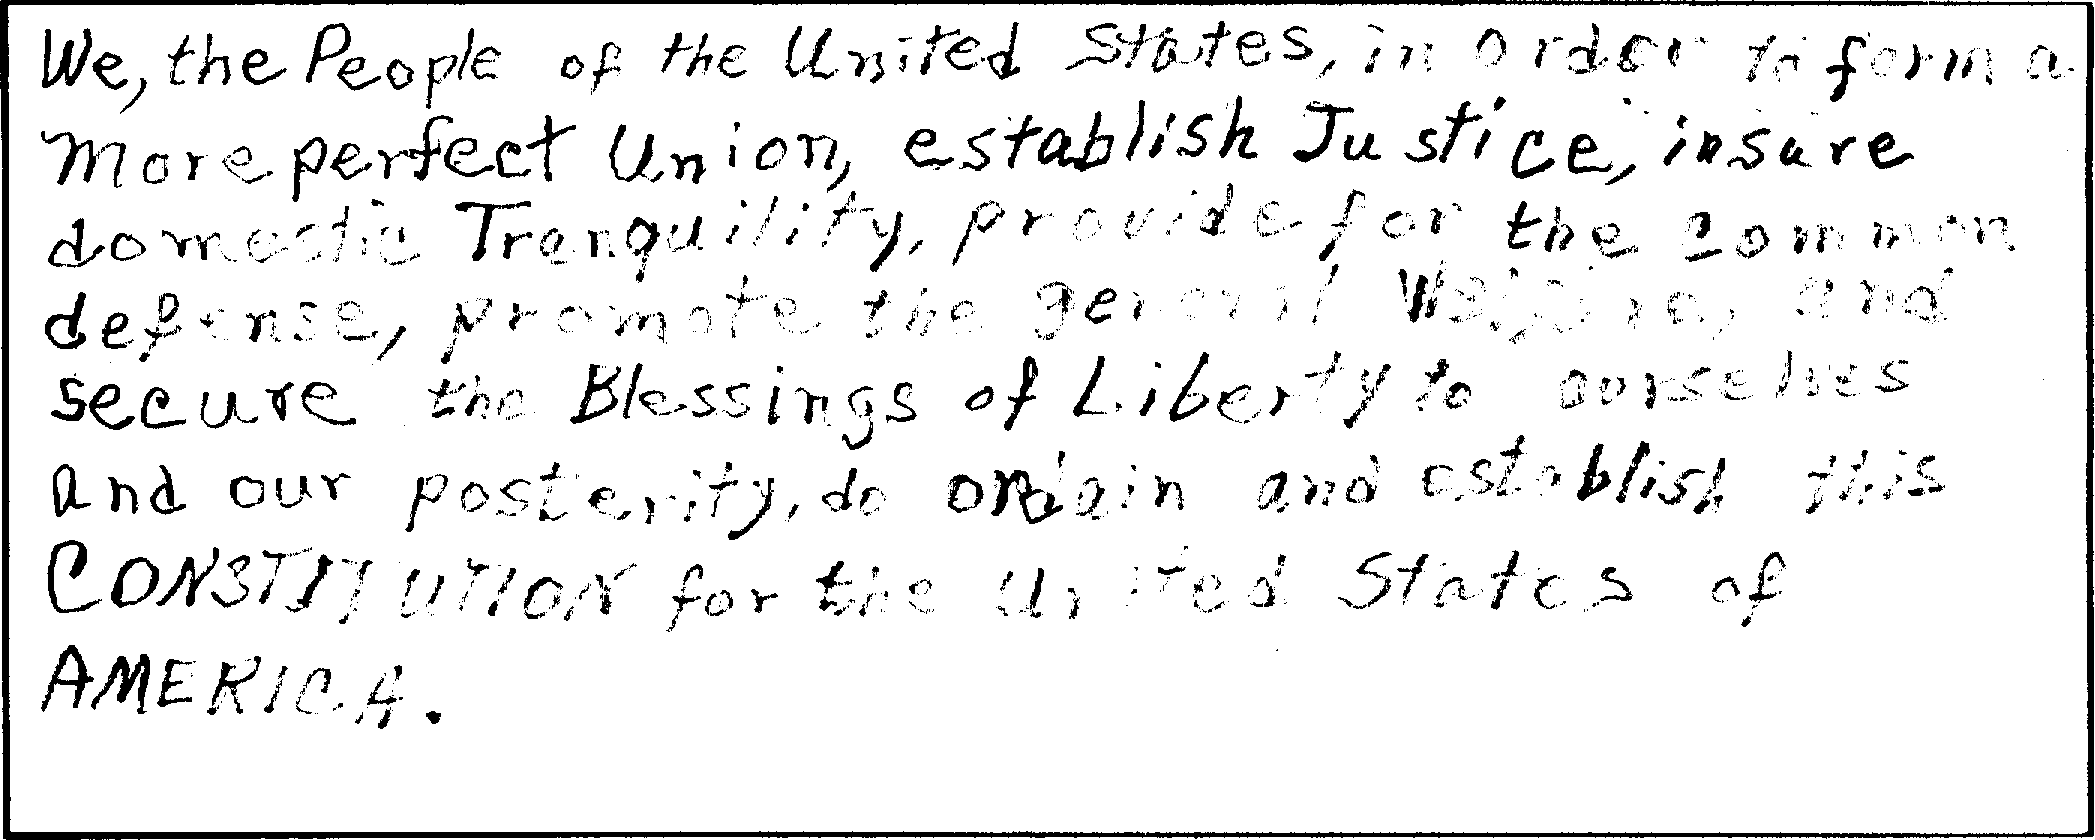 We, the People of the United States, in order to form a
More perfect Union, establish Justice, insure
domestic Tranquility, provide for the common
defense, promote the general Welfare, and
secure the Blessings of Liberty to ourselves
and our posterity, do ordain and establish this
CONSTITUTION for the United States of
AMERICA.